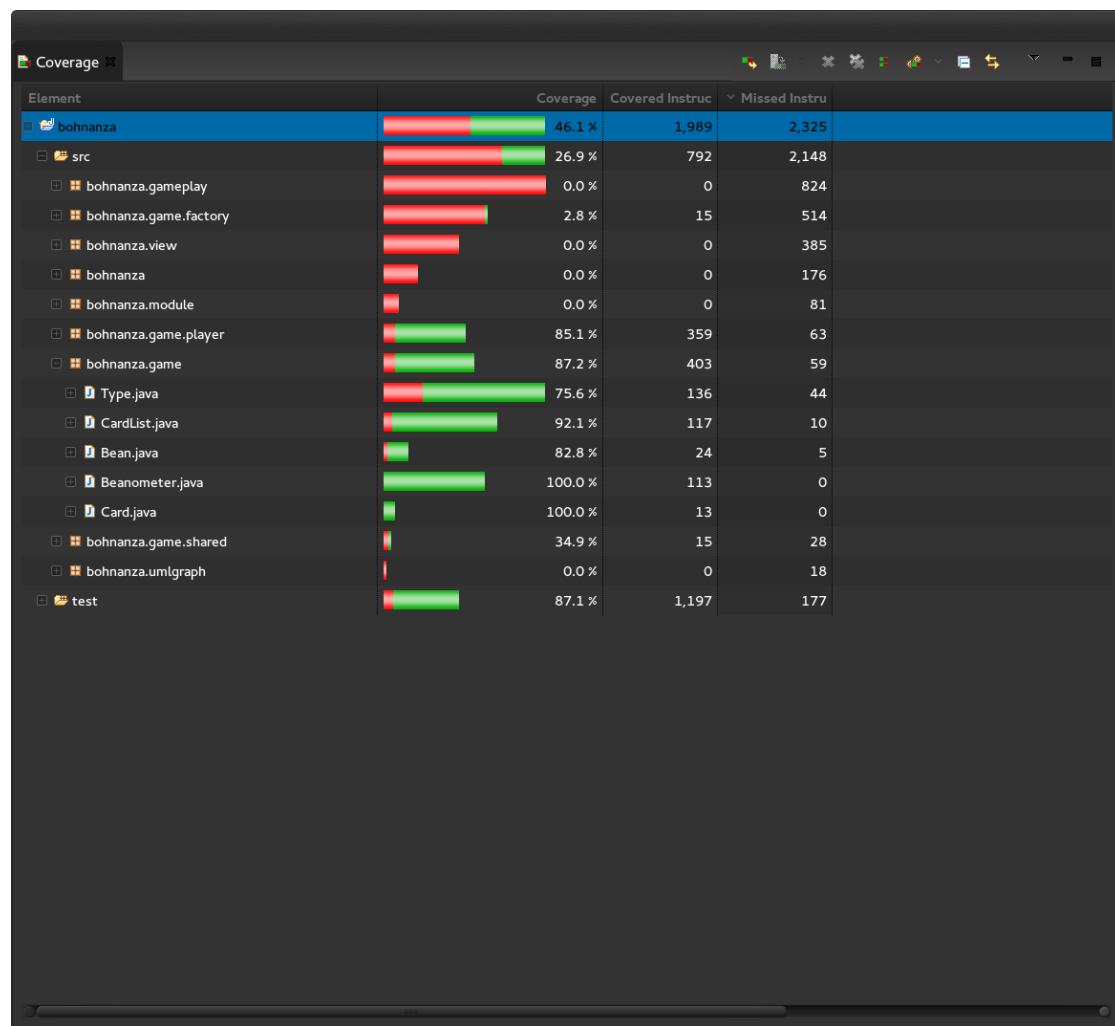 Coverage
Element Coverage Covered Instruc Missed Instru
bohnanza 46.1 % 1,989 2,325
src 26.9 % 792 2,148
bohnanza.gameplay 0.0 % 0 824
bohnanza.game.factory 2.8 % 15 514
bohnanza.view 0.0 % 0 385
bohnanza 0.0 % 0 176
bohnanza.module 0.0 % 0 81
bohnanza.game.player 85.1 % 359 63
bohnanza.game 87.2 % 403 59
Type.java 75.6 % 136 44
CardList.java 92.1 % 117 10
Bean.java 82.8 % 24 5
Beanometer.java 100.0 % 113 0
Card.java 100.0 % 13 0
bohnanza.game.shared 34.9 % 15 28
bohnanza.umlgraph 0.0 % 0 18
test 87.1 % 1,197 177